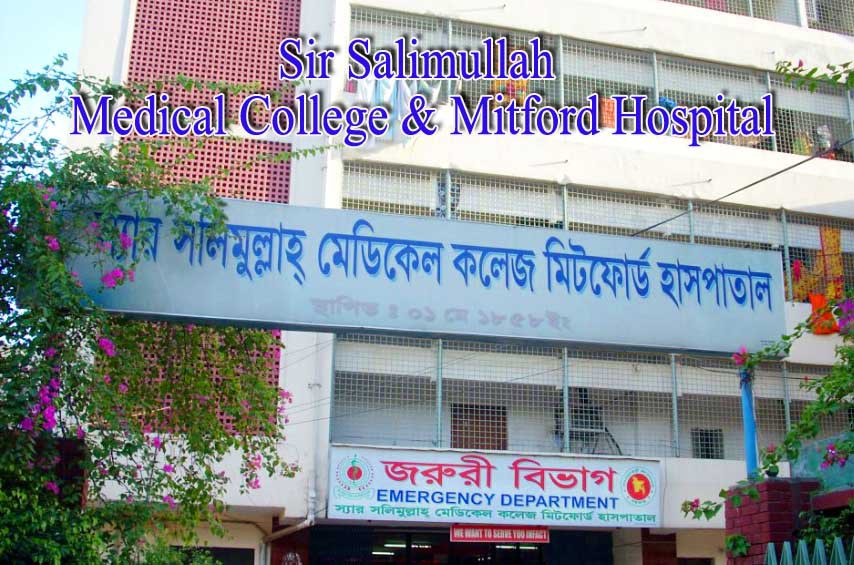 Sir Salimullah
Medical College & Mitford Hospital
স্যার সলিমুল্লাহ্ মেডিকেল কলেজ মিটফোর্ড হাসপাতাল
স্থাপিত : ০১ মে ১৮৫৮ইং
জরুরী বিভাগ
EMERGENCY DEPARTMENT
স্যার সলিমুল্লাহ্ মেডিকেল কলেজ মিটফোর্ড হাসপাতাল
WE WANT TO SERVE YOU INFACT